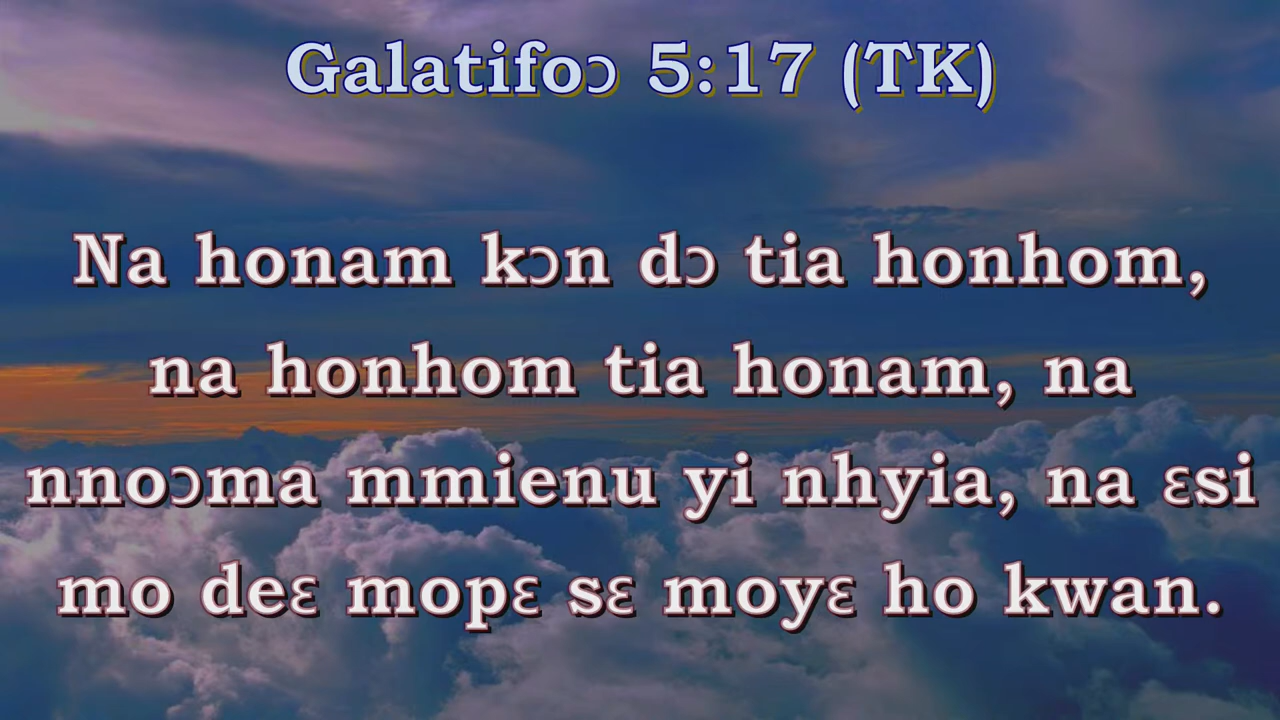 Galatifoɔ 5:17 (TK)
Na honam kɔn dɔ tia honhom,
na honhom tia honam, na
nnoɔma mmienu yi nhyia, na ɛsi
mo deɛ mopɛ sɛ moyɛ ho kwan.